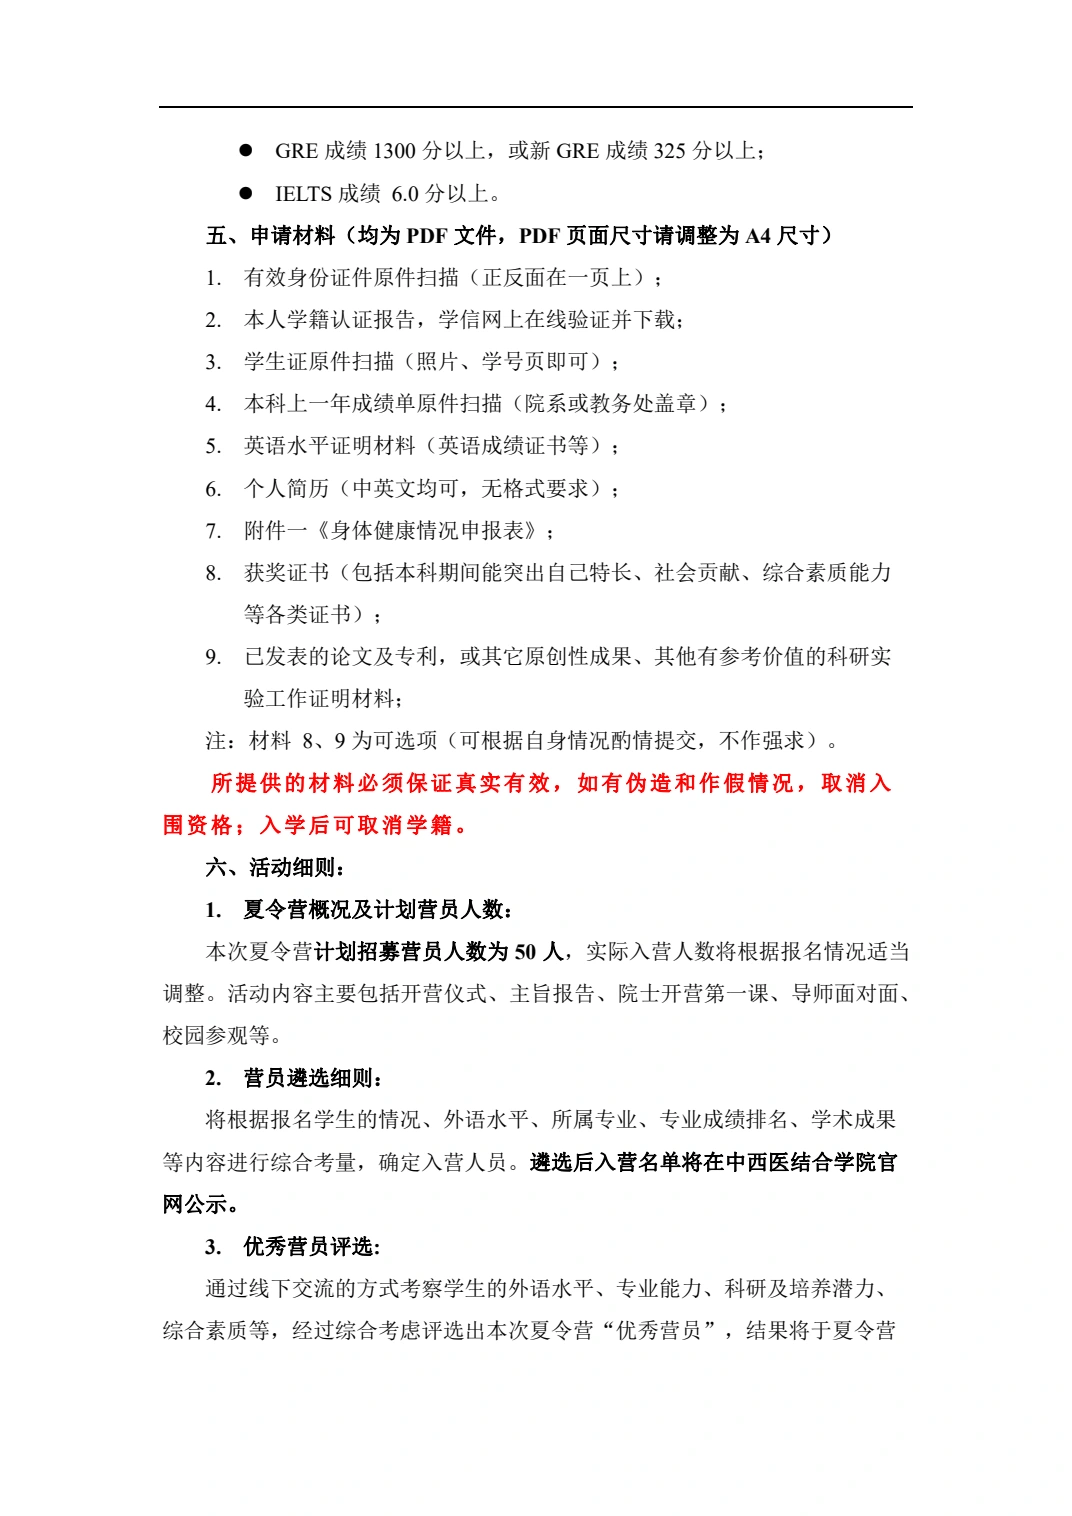 ● GRE 成绩 1300 分以上，或新 GRE 成绩 325 分以上；
● IELTS 成绩 6.0 分以上。
五、申请材料（均为 PDF 文件，PDF 页面尺寸请调整为 A4 尺寸）
1. 有效身份证件原件扫描（正反面在一页上）；
2. 本人学籍认证报告，学信网上在线验证并下载；
3. 学生证原件扫描（照片、学号页即可）；
4. 本科上一年成绩单原件扫描（院系或教务处盖章）；
5. 英语水平证明材料（英语成绩证书等）；
6. 个人简历（中英文均可，无格式要求）；
7. 附件一《身体健康情况申报表》；
8. 获奖证书（包括本科期间能突出自己特长、社会贡献、综合素质能力
等各类证书）；
9. 已发表的论文及专利，或其它原创性成果、其他有参考价值的科研实
验工作证明材料；
注：材料 8、9 为可选项（可根据自身情况酌情提交，不作强求）。
所提供的材料必须保证真实有效，如有伪造和作假情况，取消入
围资格；入学后可取消学籍。
六、活动细则：
1. 夏令营概况及计划营员人数：
本次夏令营计划招募营员人数为 50 人，实际入营人数将根据报名情况适当
调整。活动内容主要包括开营仪式、主旨报告、院士开营第一课、导师面对面、
校园参观等。
2. 营员遴选细则：
将根据报名学生的情况、外语水平、所属专业、专业成绩排名、学术成果
等内容进行综合考量，确定入营人员。遴选后入营名单将在中西医结合学院官
网公示。
3. 优秀营员评选:
通过线下交流的方式考察学生的外语水平、专业能力、科研及培养潜力、
综合素质等，经过综合考虑评选出本次夏令营“优秀营员”，结果将于夏令营